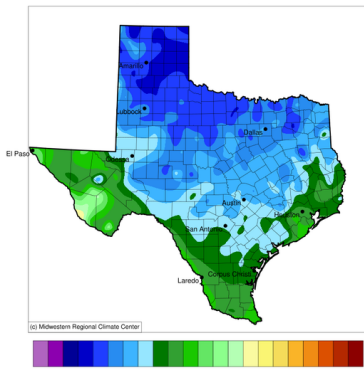 Amarillo
Lubbock
Dallas
El Paso
Odessa
Austin
Houston
San Antonio
Corpus Christi
Laredo
(c) Midwestern Regional Climate Center